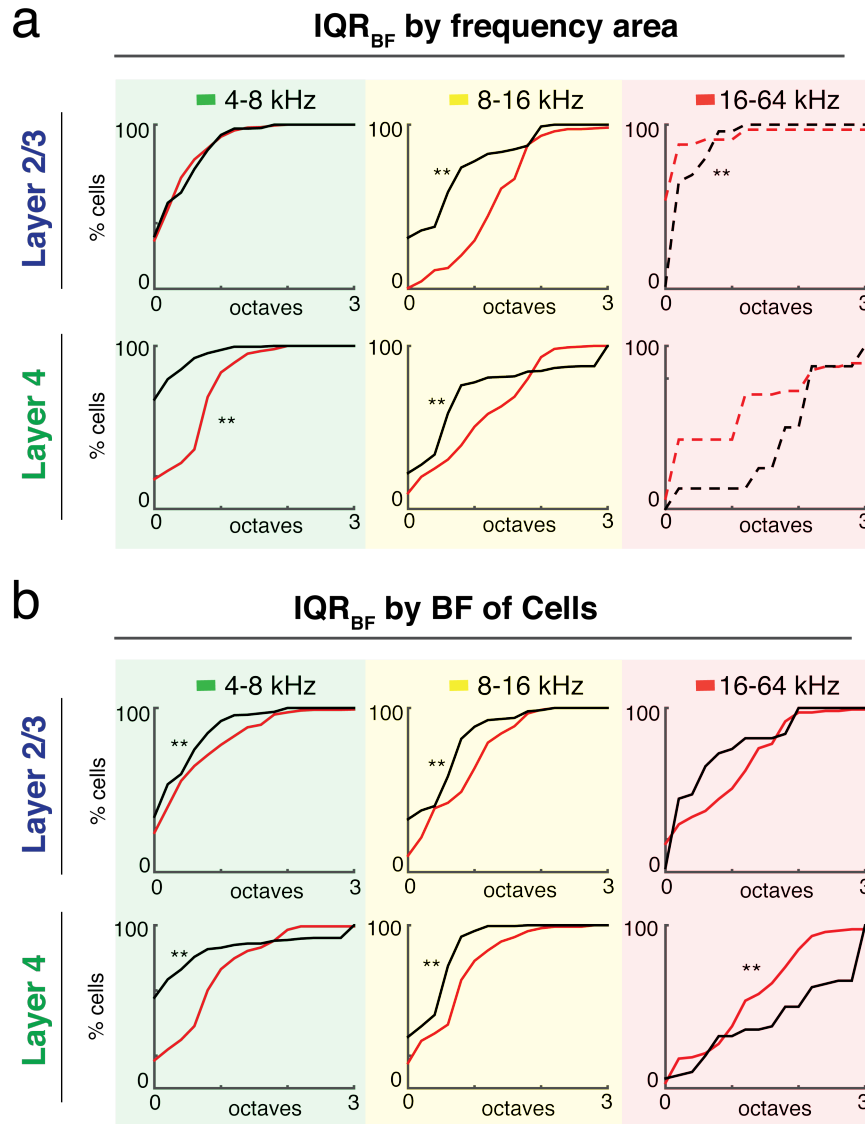 a
IQRBF by frequency area
4-8 kHz
8-16 kHz
16-64 kHz
Layer 2/3
% cells
100
0
0
octaves
3
**
100
0
0
octaves
3
**
100
0
0
octaves
3
Layer 4
% cells
100
0
**
0
octaves
3
**
100
0
0
octaves
3
100
0
0
octaves
3
b
IQRBF by BF of Cells
4-8 kHz
8-16 kHz
16-64 kHz
Layer 2/3
% cells
**
100
0
0
octaves
3
**
100
0
0
octaves
3
100
0
0
octaves
3
Layer 4
% cells
**
100
0
0
octaves
3
**
100
0
0
octaves
3
**
100
0
0
octaves
3